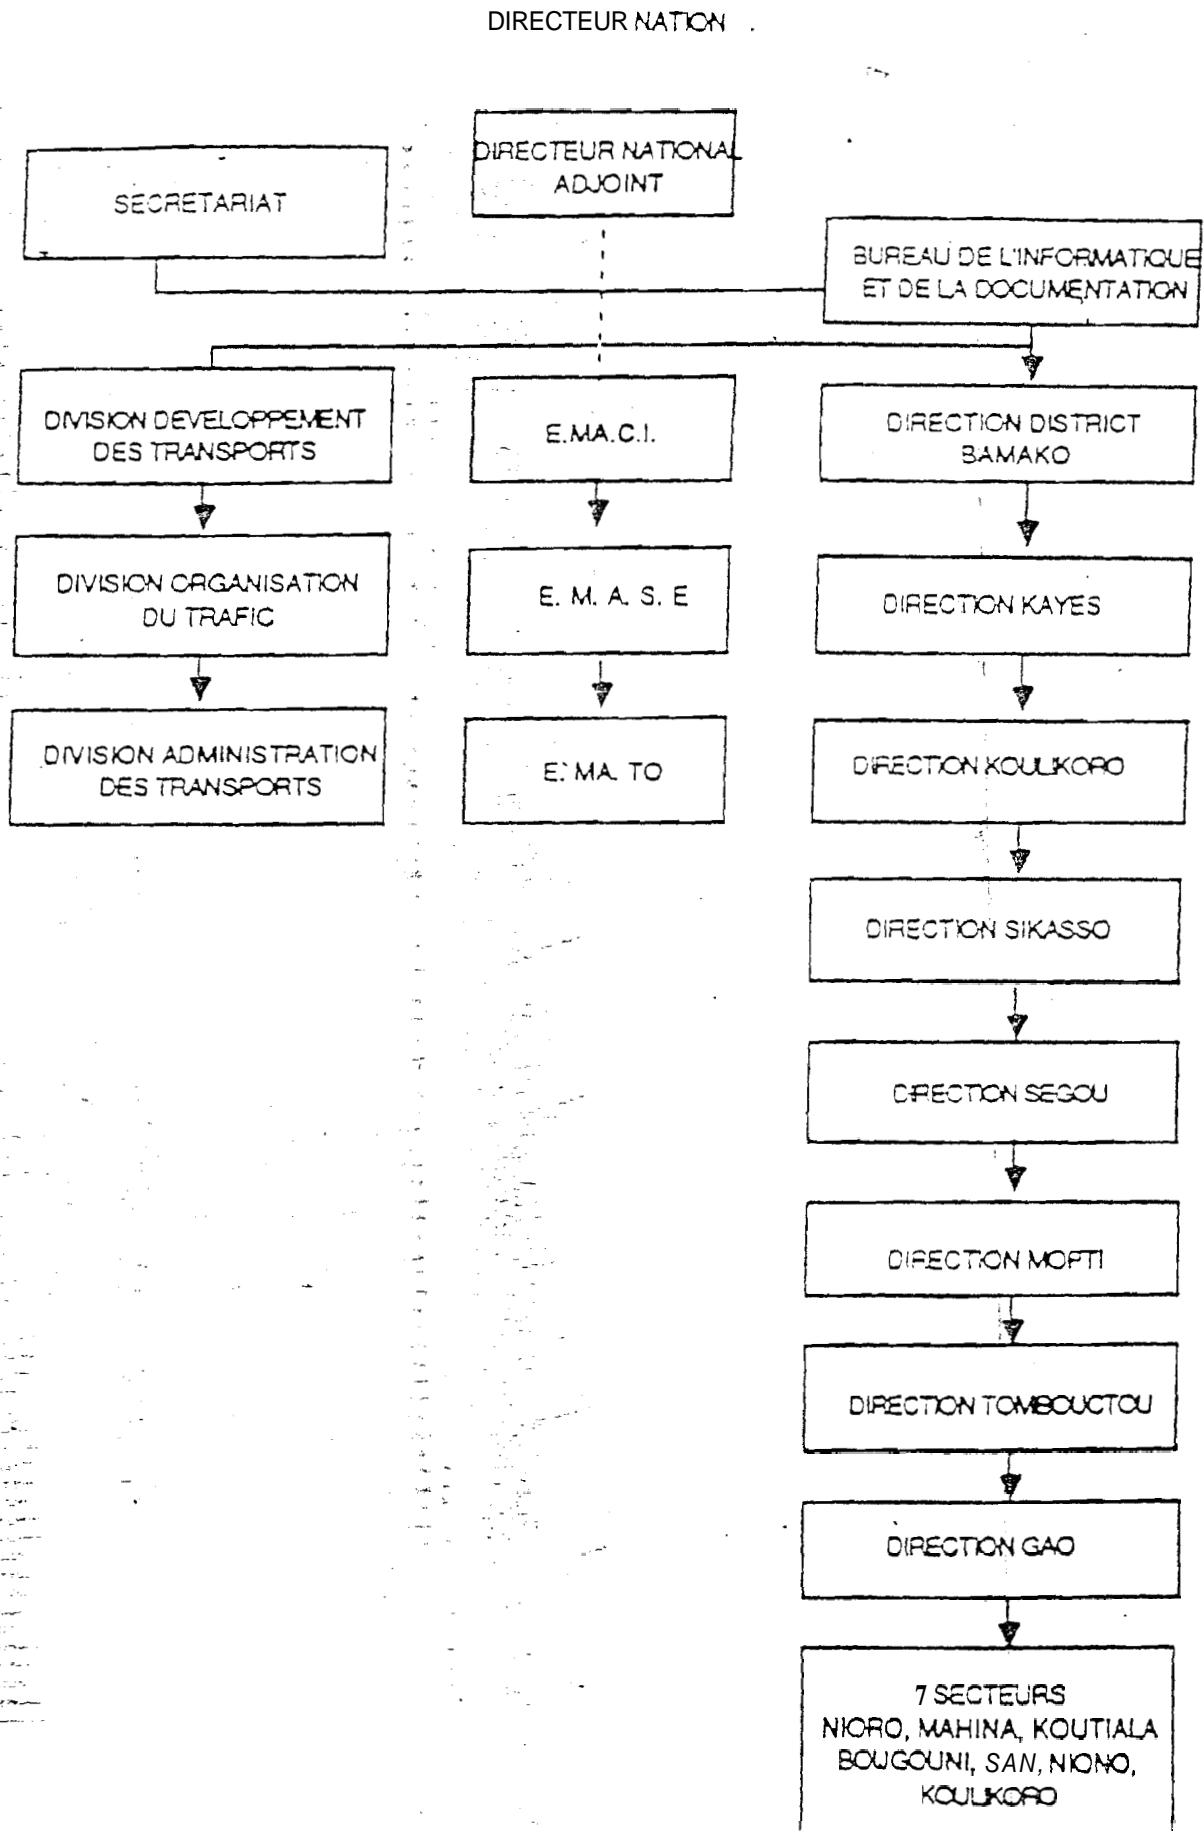 DIRECTEUR NATION
DIRECTEUR NATIONAL
ADJOINT
SECRETARIAT
BUREAU DE L'INFORMATIQUE
ET DE LA DOCUMENTATION
DIVISION DEVELOPPEMENT
DES TRANSPORTS
E.MA.C.I.
DIRECTION DISTRICT
BAMAKO
DIVISION ORGANISATION
DU TRAFIC
E. M. A. S. E
DIRECTION KAYES
DIVISION ADMINISTRATION
DES TRANSPORTS
E. MA. TO
DIRECTION KOULIKORO
DIRECTION SIKASSO
DIRECTION SEGOU
DIRECTION MOPTI
DIRECTION TOMBOUCTOU
DIRECTION GAO
7 SECTEURS
NIORO, MAHINA, KOUTIALA
BOUGOUNI, SAN, NIONO,
KOULIKORO